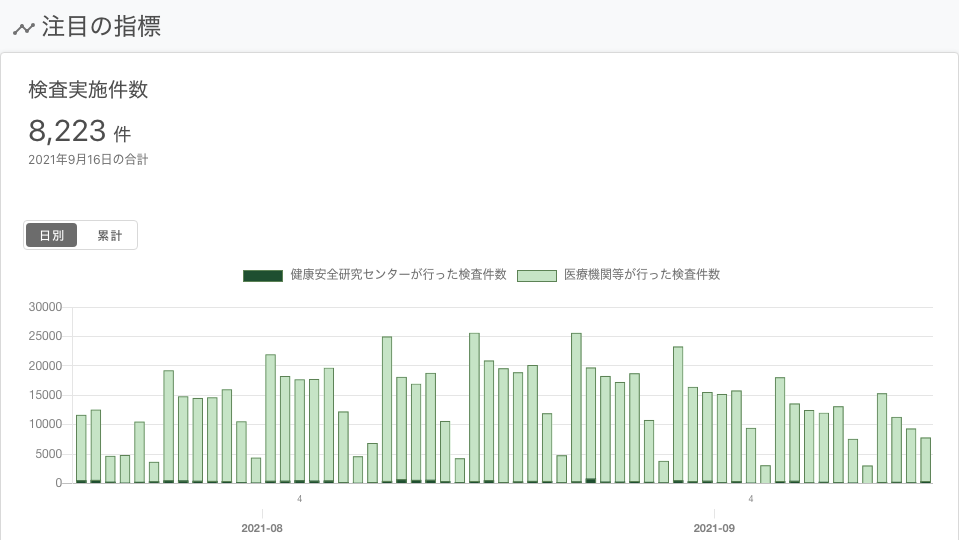 注目の指標
検査実施件数
8,223 件
2021年9月16日の合計
日別 累計
健康安全研究センターが行った検査件数 医療機関等が行った検査件数
30000
25000
20000
15000
10000
5000
0
4 4
2021-08 2021-09